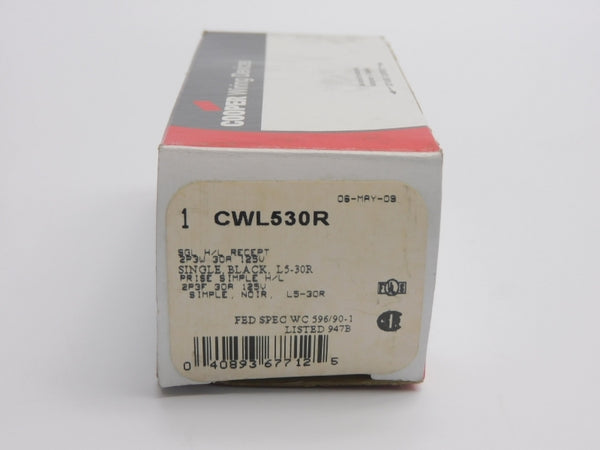 COOPER Wiring Devices
06-MAY-09
1 CWL530R
SGL H/L RECEPT
2P3W 30A 125V
SINGLE, BLACK, L5-30R
PRISE SIMPLE H/L
2P3F 30A 125V
SIMPLE, NOIR, L5-30R
FED SPEC WC 596/90-1
LISTED 947B
0 40893 67712 5